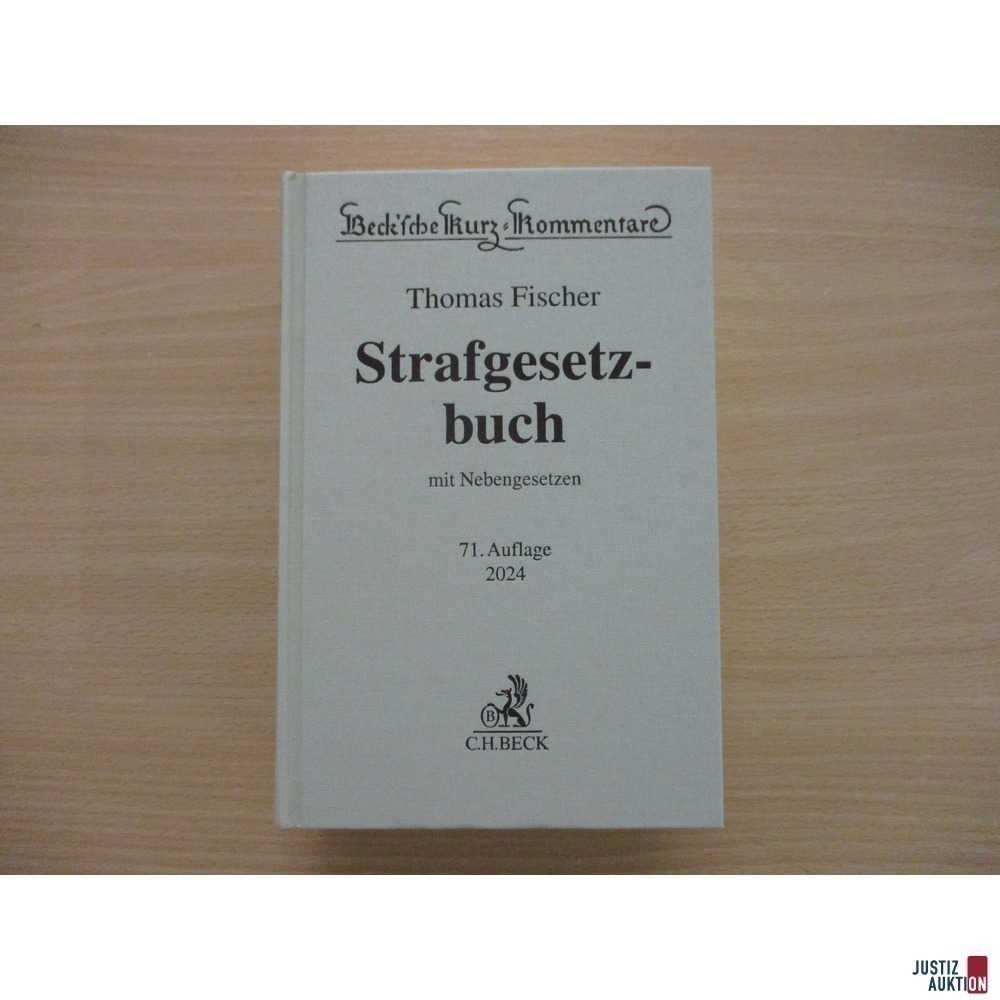 Beck'sche Kurz-Kommentare
Thomas Fischer
Strafgesetz-
buch
mit Nebengesetzen
71. Auflage
2024
B
C.H.BECK
JUSTIZ
AUKTION